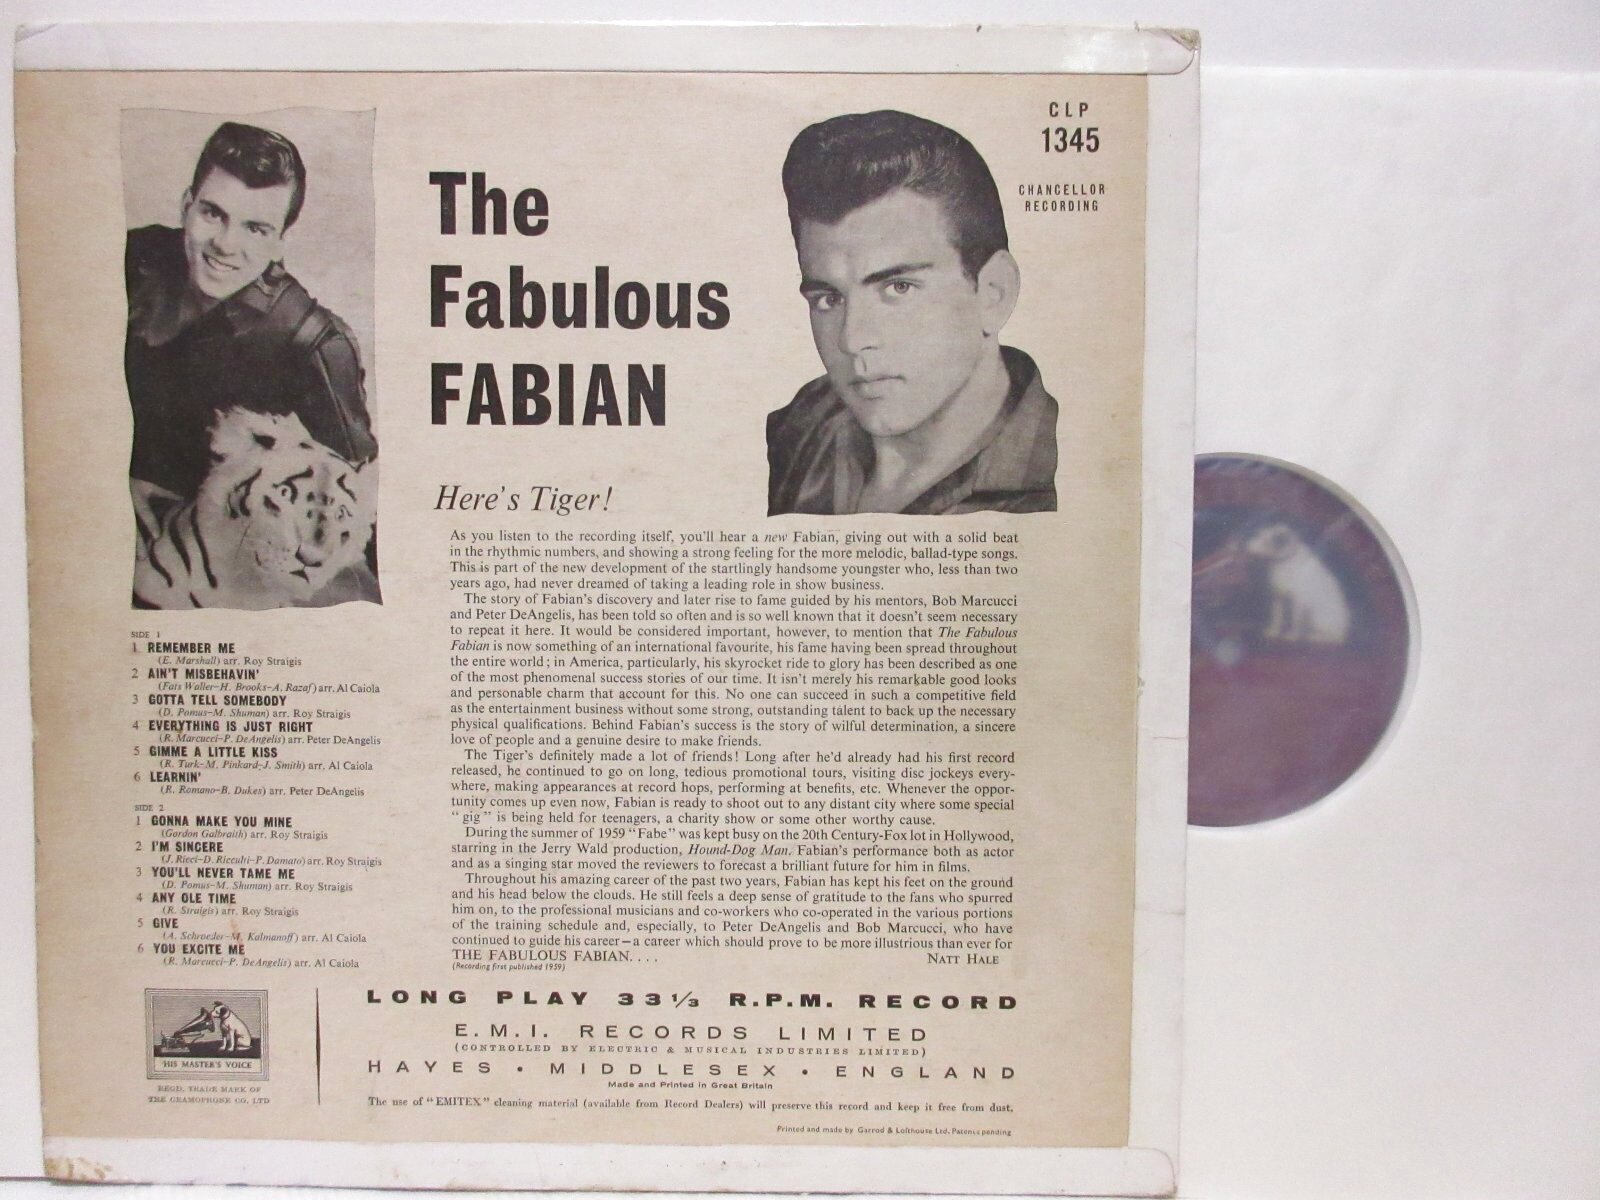 CLP
1345
CHANCELLOR
RECORDING
The
Fabulous
FABIAN
Here's Tiger!
As you listen to the recording itself, you'll hear a new Fabian, giving out with a solid beat
in the rhythmic numbers, and showing a strong feeling for the more melodic, ballad-type songs.
This is part of the new development of the startlingly handsome youngster who, less than two
years ago, had never dreamed of taking a leading role in show business.
The story of Fabian's discovery and later rise to fame guided by his mentors, Bob Marcucci
and Peter DeAngelis, has been told so often and is so well known that it doesn't seem necessary
to repeat it here. It would be considered important, however, to mention that The Fabulous
Fabian is now something of an international favourite, his fame having been spread throughout
the entire world; in America, particularly, his skyrocket ride to glory has been described as one
of the most phenomenal success stories of our time. It isn't merely his remarkable good looks
and personable charm that account for this. No one can succeed in such a competitive field
as the entertainment business without some strong, outstanding talent to back up the necessary
physical qualifications. Behind Fabian's success is the story of wilful determination, a sincere
love of people and a genuine desire to make friends.
The Tiger's definitely made a lot of friends! Long after he'd already had his first record
released, he continued to go on long, tedious promotional tours, visiting disc jockeys every-
where, making appearances at record hops, performing at benefits, etc. Whenever the oppor-
tunity comes up even now, Fabian is ready to shoot out to any distant city where some special
"gig" is being held for teenagers, a charity show or some other worthy cause.
During the summer of 1959 "Fabe" was kept busy on the 20th Century-Fox lot in Hollywood,
starring in the Jerry Wald production, Hound-Dog Man. Fabian's performance both as actor
and as a singing star moved the reviewers to forecast a brilliant future for him in films.
Throughout his amazing career of the past two years, Fabian has kept his feet on the ground
and his head below the clouds. He still feels a deep sense of gratitude to the fans who spurred
him on, to the professional musicians and co-workers who co-operated in the various portions
of the training schedule and, especially, to Peter DeAngelis and Bob Marcucci, who have
continued to guide his career—a career which should prove to be more illustrious than ever for
THE FABULOUS FABIAN....
NATT HALE
(Recording first published 1959)
SIDE 1
1 REMEMBER ME
(E. Marshall) arr. Roy Straigis
2 AIN'T MISBEHAVIN'
(Fats Waller-H. Brooks-A. Razaf) arr. Al Caiola
3 GOTTA TELL SOMEBODY
(D. Pomus-M. Shuman) arr. Roy Straigis
4 EVERYTHING IS JUST RIGHT
(R. Marcucci-P. DeAngelis) arr. Peter DeAngelis
5 GIMME A LITTLE KISS
(R. Turk-M. Pinkard-J. Smith) arr. Al Caiola
6 LEARNIN'
(R. Romano-B. Dukes) arr. Peter DeAngelis
SIDE 2
1 GONNA MAKE YOU MINE
(Gordon Galbraith) arr. Roy Straigis
2 I'M SINCERE
(J. Ricci-D. Ricculti-P. Damato) arr. Roy Straigis
3 YOU'LL NEVER TAME ME
(D. Pomus-M. Shuman) arr. Roy Straigis
4 ANY OLE TIME
(R. Straigis) arr. Roy Straigis
5 GIVE
(A. Schroeder-M. Kalmanoff) arr. Al Caiola
6 YOU EXCITE ME
(R. Marcucci-P. DeAngelis) arr. Al Caiola
HIS MASTER'S VOICE
REGD. TRADE MARK OF
THE GRAMOPHONE CO. LTD
LONG PLAY 33 1/3 R.P.M. RECORD
E.M.I. RECORDS LIMITED
(CONTROLLED BY ELECTRIC & MUSICAL INDUSTRIES LIMITED)
HAYES • MIDDLESEX • ENGLAND
Made and Printed in Great Britain
The use of "EMITEX" cleaning material (available from Record Dealers) will preserve this record and keep it free from dust.
Printed and made by Garrod & Lofthouse Ltd. Patents pending